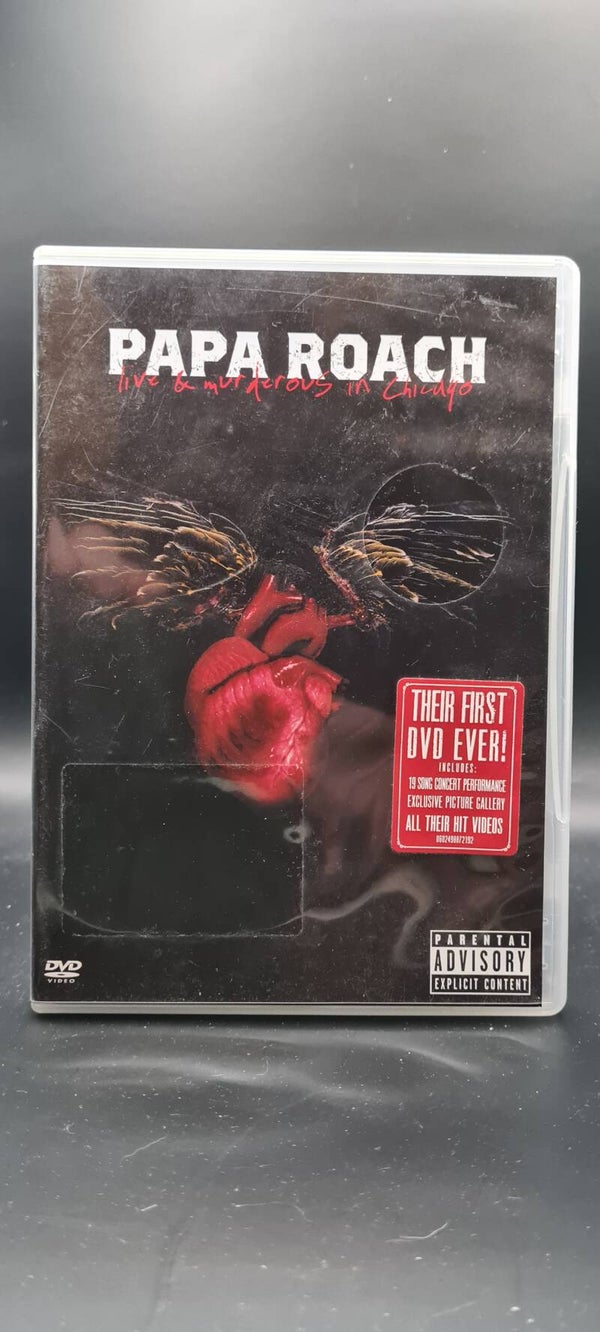 PAPA ROACH
live & murderous in Chicago
THEIR FIRST
DVD EVER!
INCLUDES:
19 SONG CONCERT PERFORMANCE
EXCLUSIVE PICTURE GALLERY
ALL THEIR HIT VIDEOS
DVD
VIDEO
PARENTAL
ADVISORY
EXPLICIT CONTENT